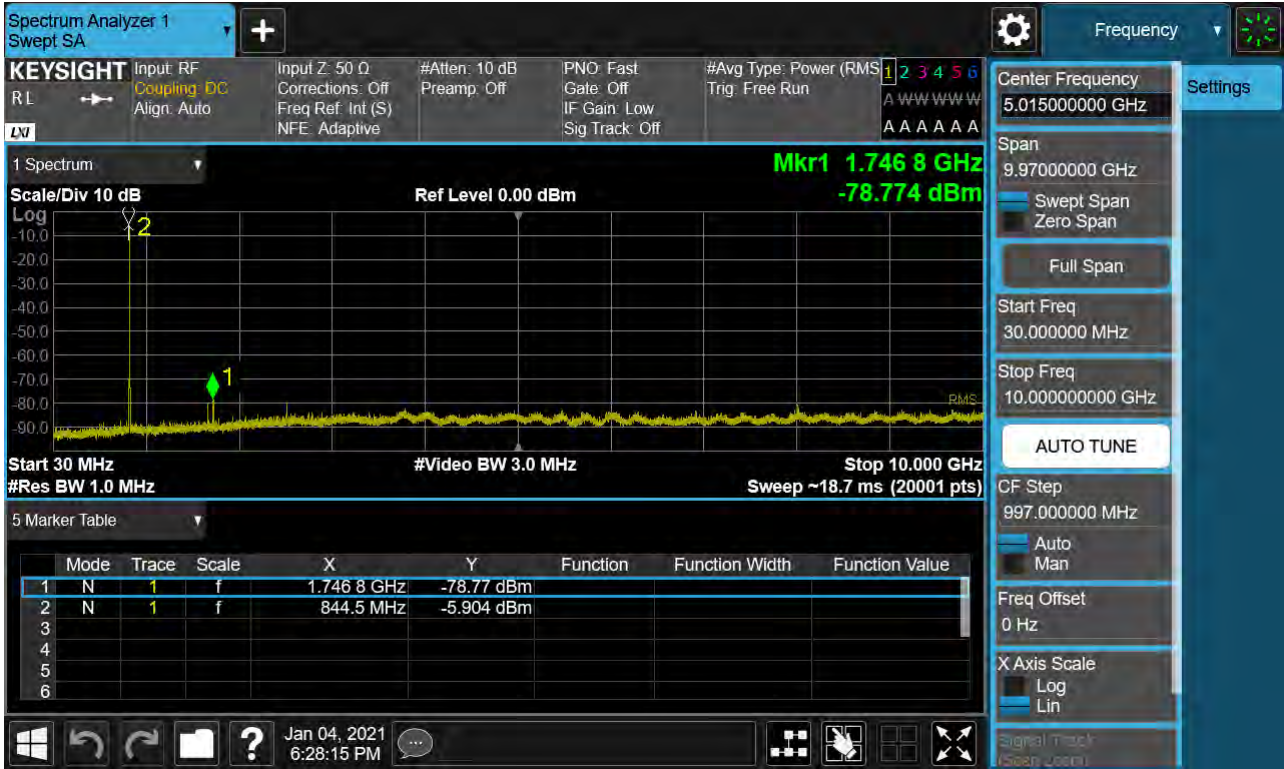 Spectrum Analyzer 1
Swept SA
Frequency
KEYSIGHT
R L
LXI
Input: RF
Coupling: DC
Align: Auto
Input Z: 50 Ω
Corrections: Off
Freq Ref: Int (S)
NFE: Adaptive
#Atten: 10 dB
Preamp: Off
PNO: Fast
Gate: Off
IF Gain: Low
Sig Track: Off
#Avg Type: Power (RMS
Trig: Free Run
1 2 3 4 5 6
A W W W W W
A A A A A A
1 Spectrum
Mkr1 1.746 8 GHz
-78.774 dBm
Scale/Div 10 dB
Ref Level 0.00 dBm
Log
-10.0
-20.0
-30.0
-40.0
-50.0
-60.0
-70.0
-80.0
-90.0
2
1
RMS
Start 30 MHz
#Video BW 3.0 MHz
Stop 10.000 GHz
#Res BW 1.0 MHz
Sweep ~18.7 ms (20001 pts)
5 Marker Table
Mode Trace Scale X Y Function Function Width Function Value
1 N 1 f 1.746 8 GHz -78.77 dBm
2 N 1 f 844.5 MHz -5.904 dBm
3
4
5
6
Jan 04, 2021
6:28:15 PM
Center Frequency
5.015000000 GHz
Settings
Span
9.97000000 GHz
Swept Span
Zero Span
Full Span
Start Freq
30.000000 MHz
Stop Freq
10.000000000 GHz
AUTO TUNE
CF Step
997.000000 MHz
Auto
Man
Freq Offset
0 Hz
X Axis Scale
Log
Lin
Signal Track
(Span Zoom)